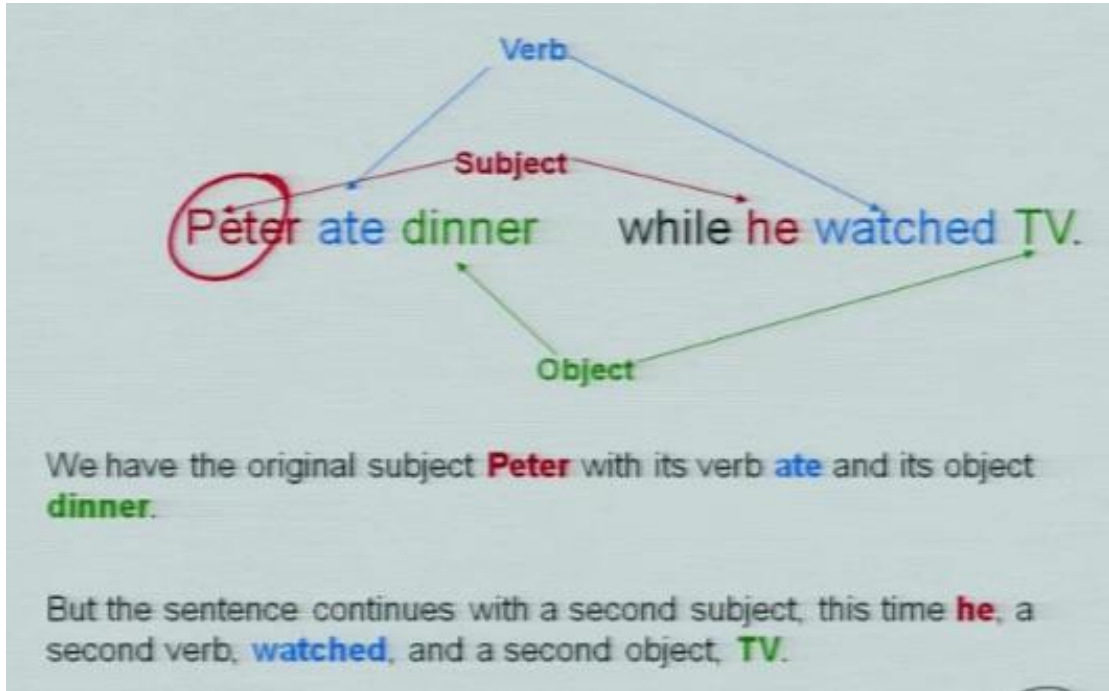 Verb
Subject
Peter ate dinner while he watched TV.
Object
We have the original subject Peter with its verb ate and its object
dinner.
But the sentence continues with a second subject, this time he, a
second verb, watched, and a second object, TV.